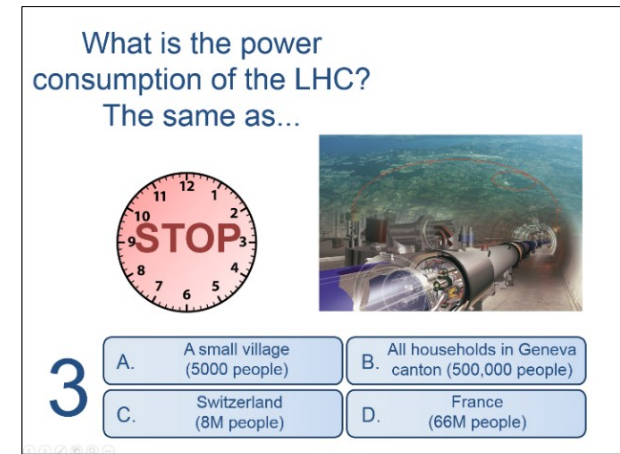 What is the power
consumption of the LHC?
The same as...
12
11
1
10
2
STOP
9
3
8
4
7
5
6
3
A.
A small village
(5000 people)
B.
All households in Geneva
canton (500,000 people)
C.
Switzerland
(8M people)
D.
France
(66M people)